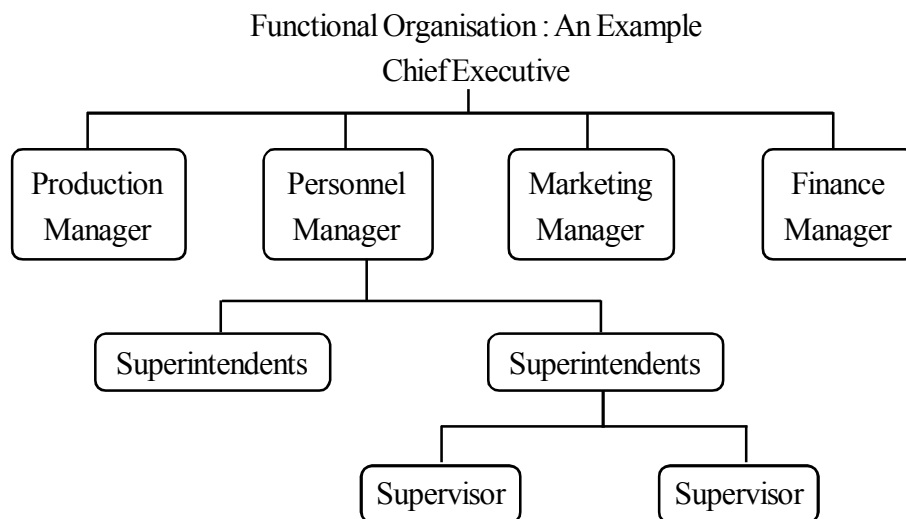 Functional Organisation : An Example
Chief Executive
Production
Manager
Personnel
Manager
Marketing
Manager
Finance
Manager
Superintendents
Superintendents
Supervisor
Supervisor